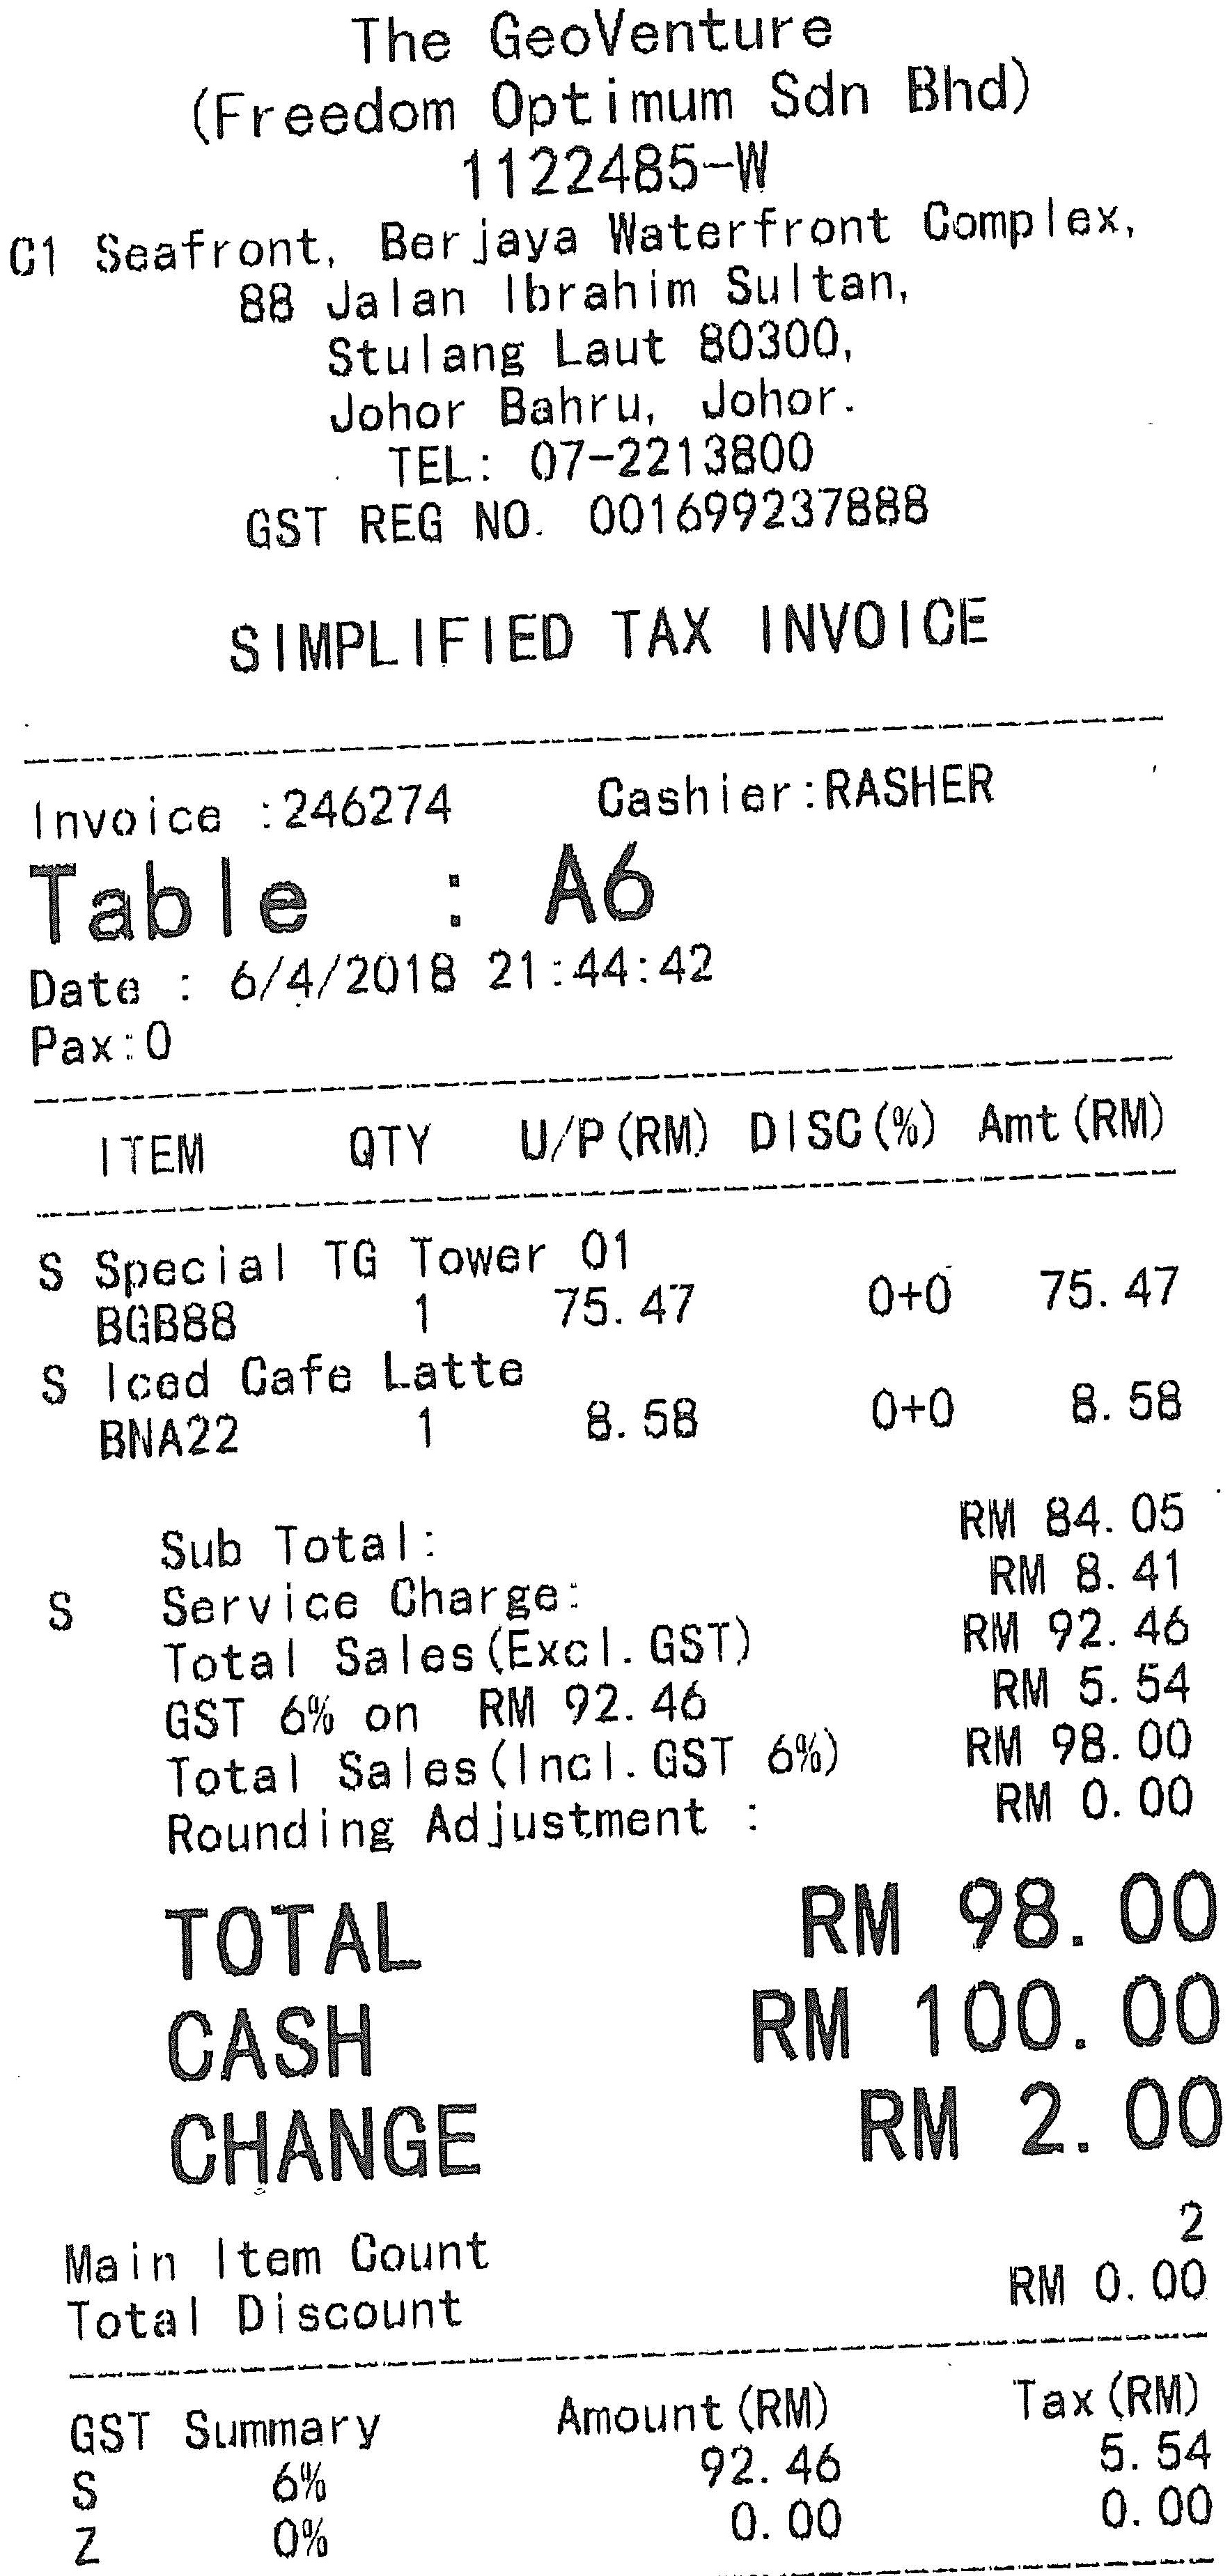 The GeoVenture
(Freedom Optimum Sdn Bhd)
1122485-W
C1 Seafront, Berjaya Waterfront Complex,
88 Jalan Ibrahim Sultan,
Stulang Laut 80300,
Johor Bahru, Johor.
TEL: 07-2213800
GST REG NO. 001699237888
SIMPLIFIED TAX INVOICE
Invoice :246274 Cashier:RASHER
Table : A6
Date : 6/4/2018 21:44:42
Pax:0
ITEM QTY U/P(RM) DISC(%) Amt(RM)
S Special TG Tower 01
BGB88 1 75.47 0+0 75.47
S Iced Cafe Latte
BNA22 1 8.58 0+0 8.58
Sub Total: RM 84.05
S Service Charge: RM 8.41
Total Sales(Excl.GST) RM 92.46
GST 6% on RM 92.46 RM 5.54
Total Sales(Incl.GST 6%) RM 98.00
Rounding Adjustment : RM 0.00
TOTAL RM 98.00
CASH RM 100.00
CHANGE RM 2.00
Main Item Count 2
Total Discount RM 0.00
GST Summary Amount(RM) Tax(RM)
S 6% 92.46 5.54
Z 0% 0.00 0.00